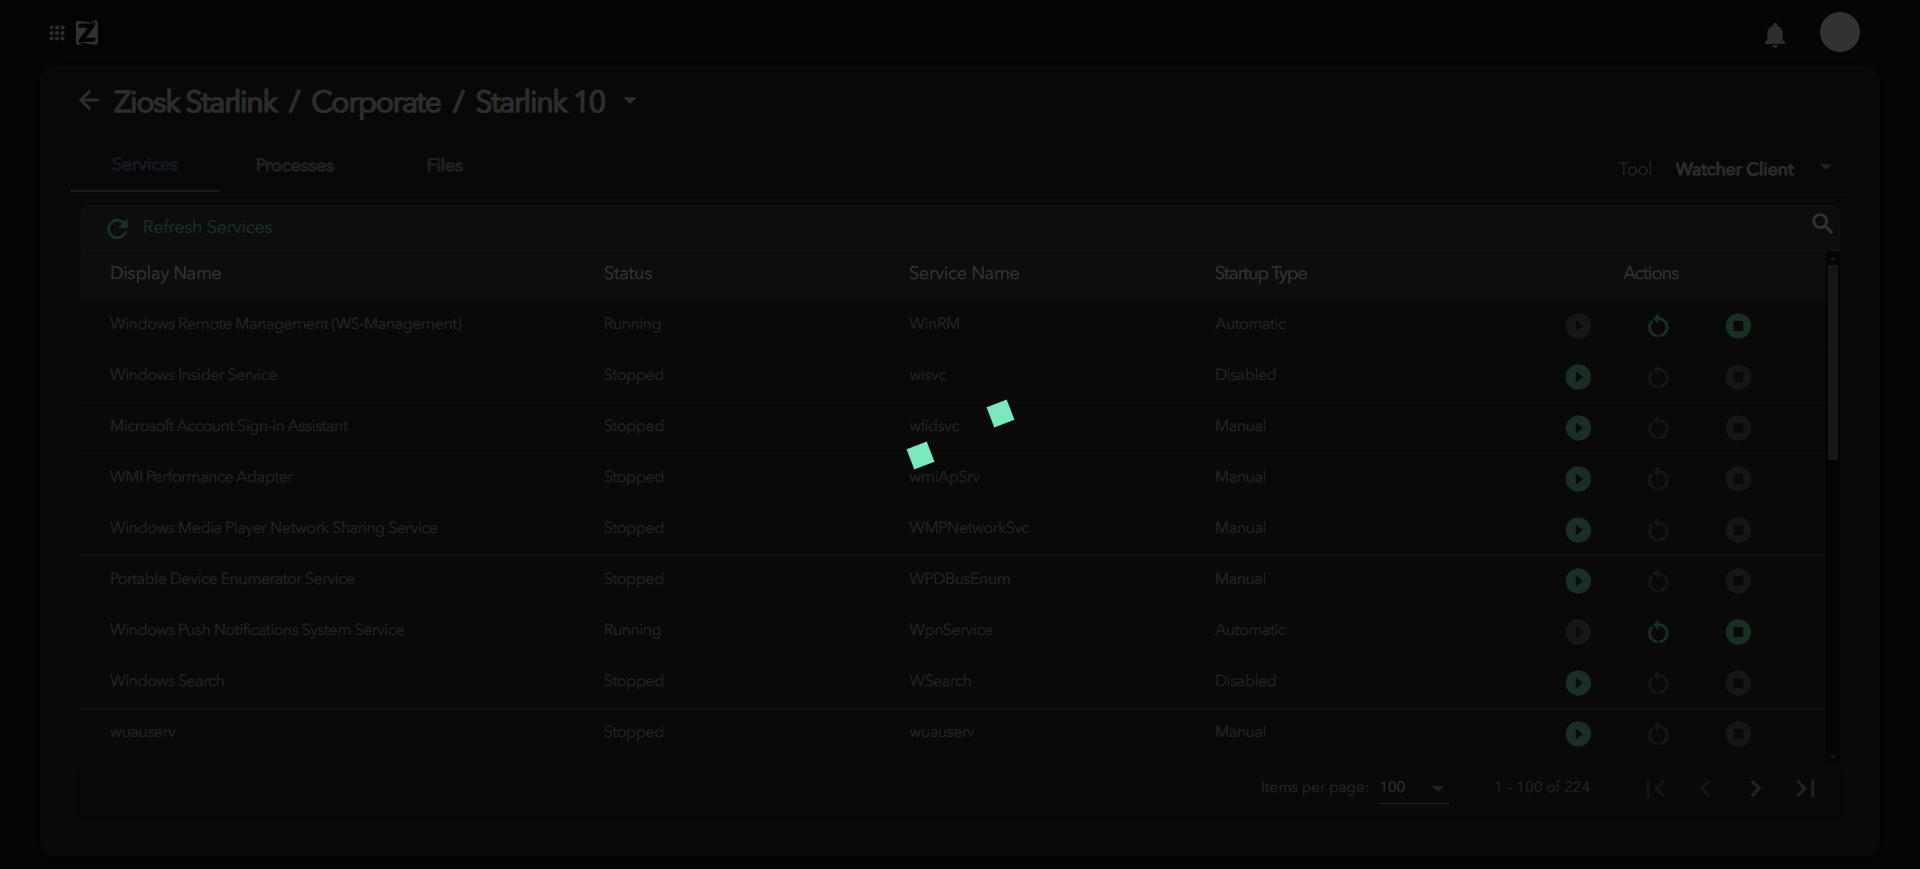 Z
Ziosk Starlink / Corporate / Starlink 10
Services Processes Files Tool Watcher Client
Refresh Services
Display Name Status Service Name Startup Type Actions
Windows Remote Management (WS-Management) Running WinRM Automatic
Windows Insider Service Stopped wisvc Disabled
Microsoft Account Sign-in Assistant Stopped wlidsvc Manual
WMI Performance Adapter Stopped wmiApSrv Manual
Windows Media Player Network Sharing Service Stopped WMPNetworkSvc Manual
Portable Device Enumerator Service Stopped WPDBusEnum Manual
Windows Push Notifications System Service Running WpnService Automatic
Windows Search Stopped WSearch Disabled
wuauserv Stopped wuauserv Manual
Items per page: 100 1 - 100 of 224